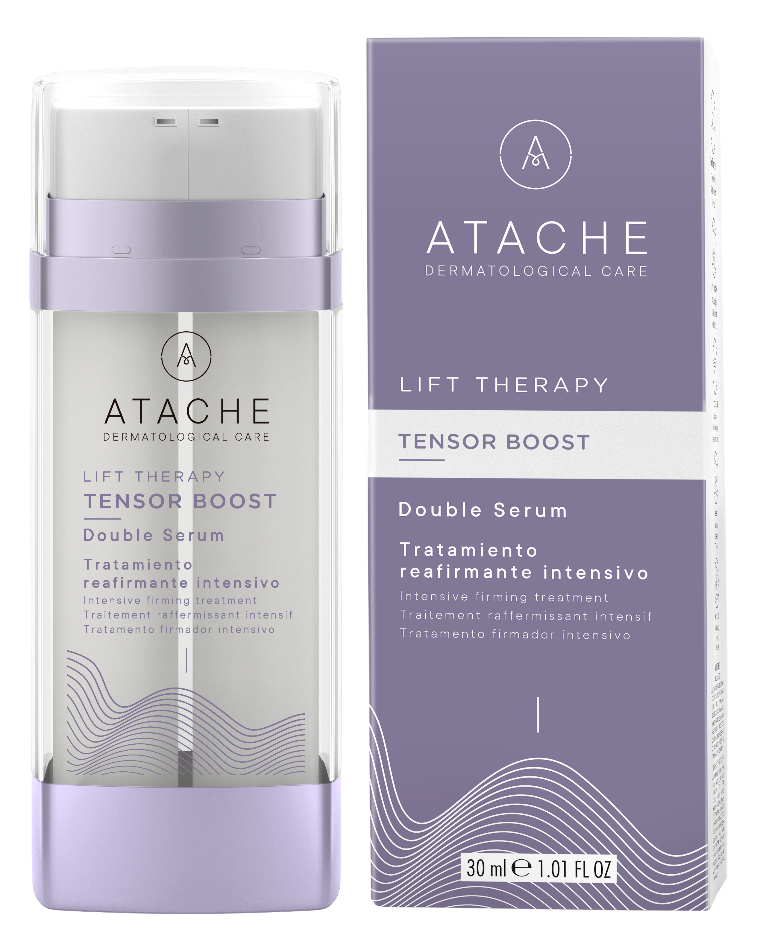 ATACHE
DERMATOLOGICAL CARE
LIFT THERAPY
TENSOR BOOST
Double Serum
Tratamiento
reafirmante intensivo
Intensive firming treatment
Traitement raffermissant intensif
Tratamento firmador intensivo
ATACHE
DERMATOLOGICAL CARE
LIFT THERAPY
TENSOR BOOST
Double Serum
Tratamiento
reafirmante intensivo
Intensive firming treatment
Traitement raffermissant intensif
Tratamento firmador intensivo
30 ml ℮ 1.01 FL OZ